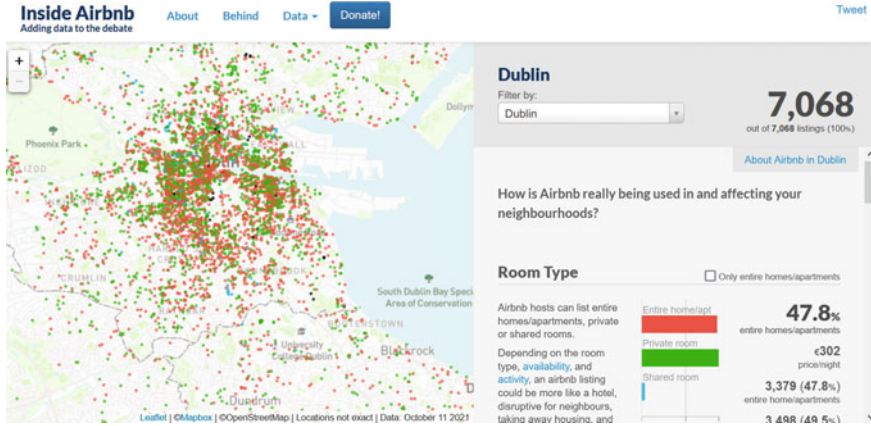 Inside Airbnb
Adding data to the debate
About
Behind
Data
Donate!
Tweet
+
−
Phoenix Park
CRUMLIN
South Dublin Bay Speci
Area of Conservation
University
College Dublin
Blackrock
Dundrum
Leaflet | ©Mapbox | ©OpenStreetMap | Locations not exact | Data: October 11 2021
Dublin
Filter by:
Dublin
7,068
out of 7,068 listings (100%)
About Airbnb in Dublin
How is Airbnb really being used in and affecting your
neighbourhoods?
Room Type
Only entire homes/apartments
Airbnb hosts can list entire
homes/apartments, private
or shared rooms.
Depending on the room
type, availability, and
activity, an airbnb listing
could be more like a hotel,
disruptive for neighbours,
taking away housing, and
Entire home/apt
Private room
Shared room
47.8%
entire homes/apartments
€302
price/night
3,379 (47.8%)
entire homes/apartments
3,498 (49.5%)